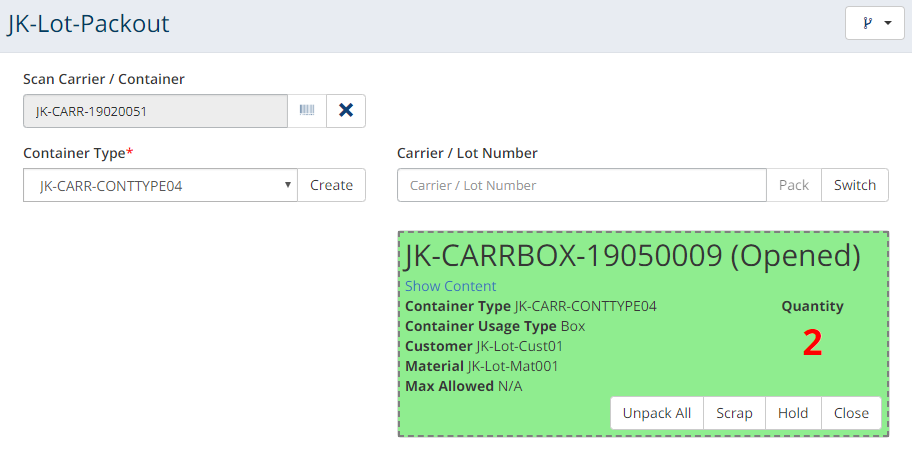 JK-Lot-Packout
Scan Carrier / Container
JK-CARR-19020051
Container Type* Carrier / Lot Number
JK-CARR-CONTTYPE04 Create Carrier / Lot Number Pack Switch
JK-CARRBOX-19050009 (Opened)
Show Content
Container Type JK-CARR-CONTTYPE04 Quantity
Container Usage Type Box
Customer JK-Lot-Cust01 2
Material JK-Lot-Mat001
Max Allowed N/A
Unpack All Scrap Hold Close